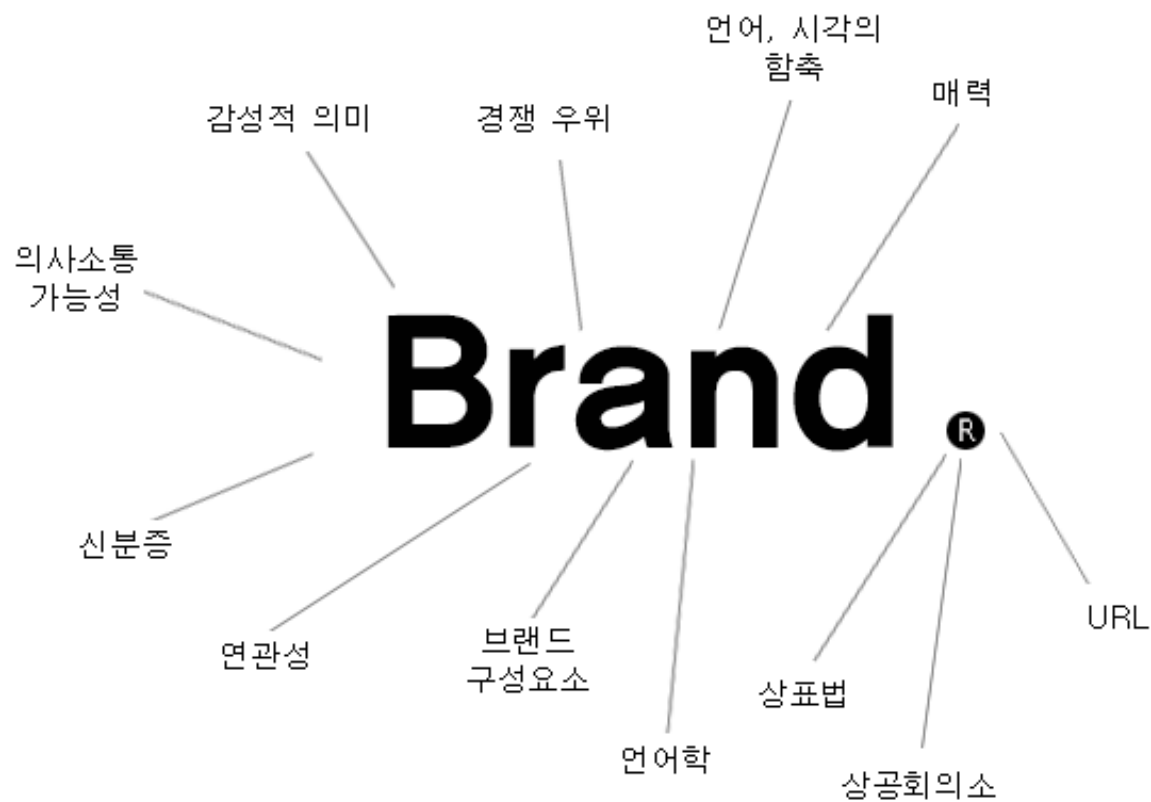 언어, 시각의
함축
매력
감성적 의미
경쟁 우위
의사소통
가능성
Brand
®
신분증
URL
연관성
브랜드
구성요소
상표법
언어학
상공회의소